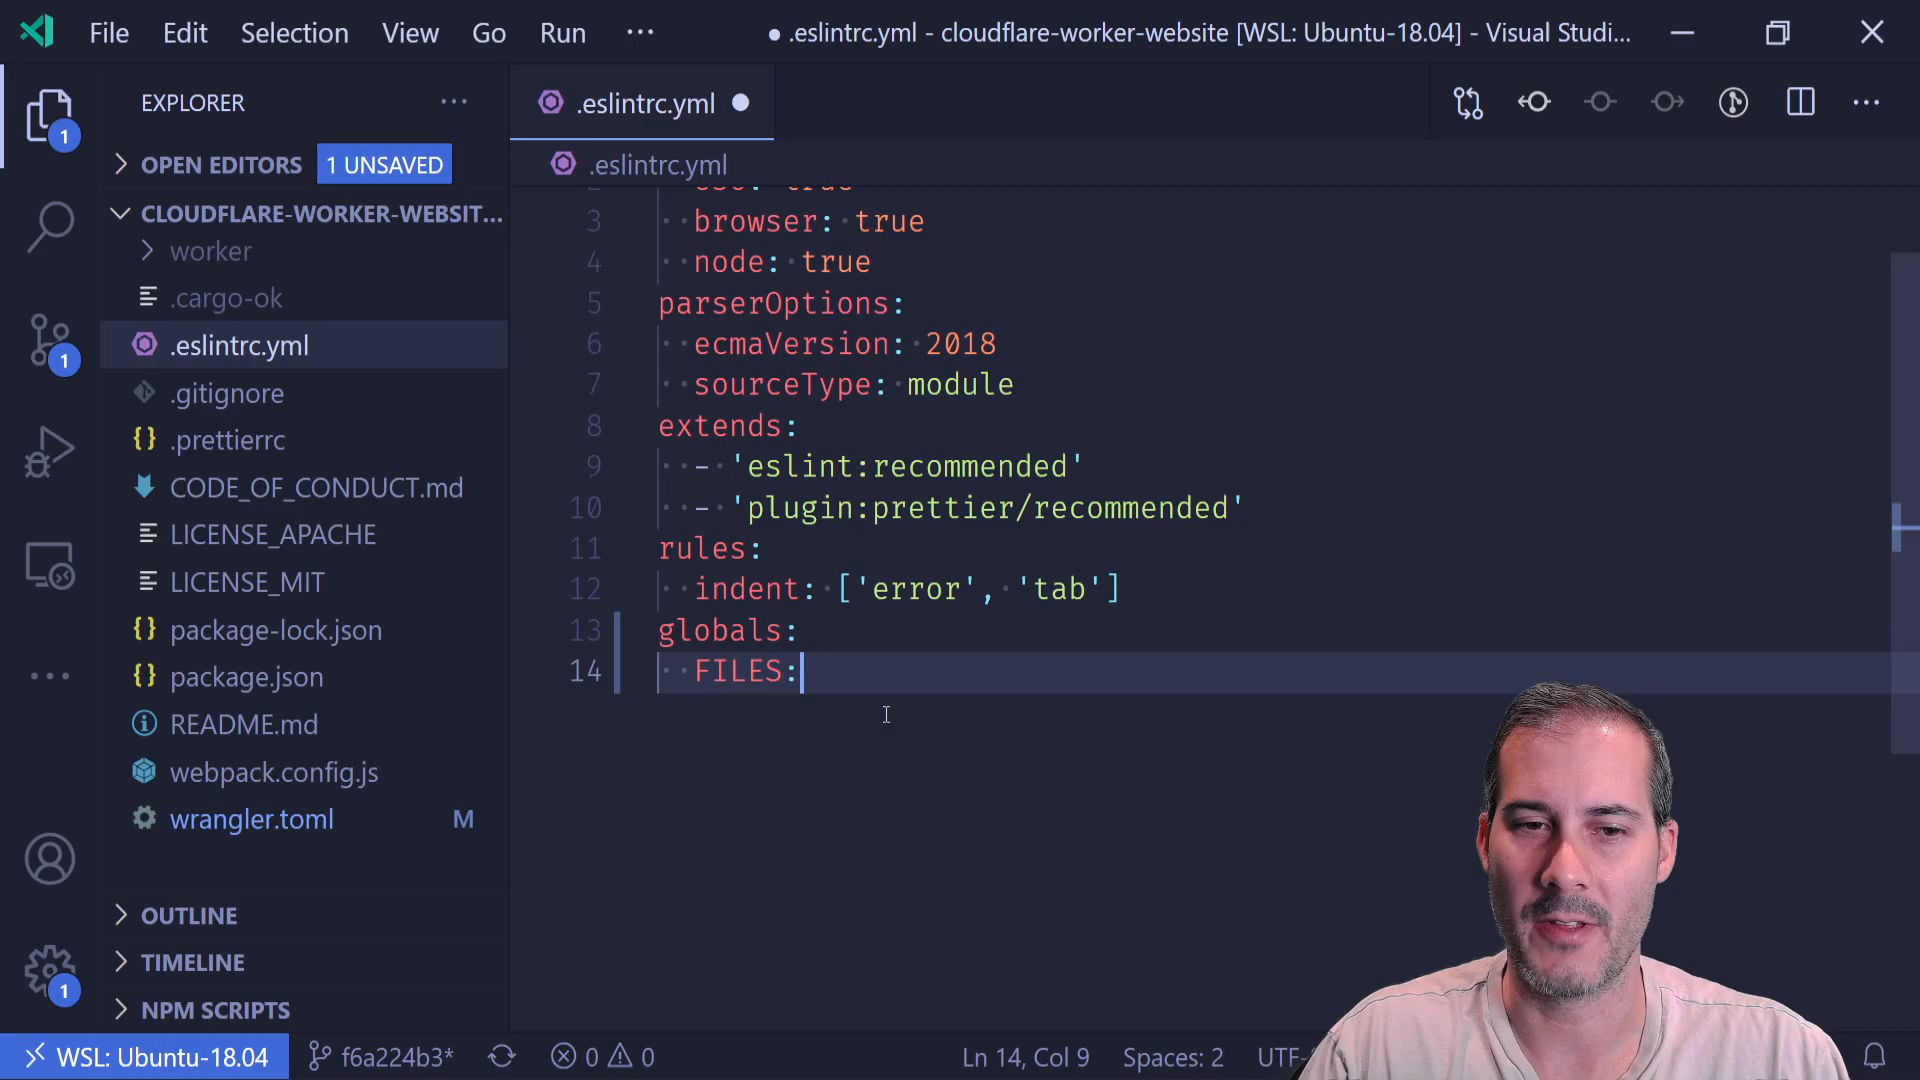 File Edit Selection View Go Run ···
● .eslintrc.yml - cloudflare-worker-website [WSL: Ubuntu-18.04] - Visual Studi...
EXPLORER
.eslintrc.yml
OPEN EDITORS 1 UNSAVED
.eslintrc.yml
CLOUDFLARE-WORKER-WEBSIT...
worker
.cargo-ok
.eslintrc.yml
.gitignore
.prettierrc
CODE_OF_CONDUCT.md
LICENSE_APACHE
LICENSE_MIT
package-lock.json
package.json
README.md
webpack.config.js
wrangler.toml M
OUTLINE
TIMELINE
NPM SCRIPTS
1
1
1
3 browser: true
4 node: true
5 parserOptions:
6 ecmaVersion: 2018
7 sourceType: module
8 extends:
9 - 'eslint:recommended'
10 - 'plugin:prettier/recommended'
11 rules:
12 indent: ['error', 'tab']
13 globals:
14 FILES:
WSL: Ubuntu-18.04 f6a224b3* 0 0 Ln 14, Col 9 Spaces: 2